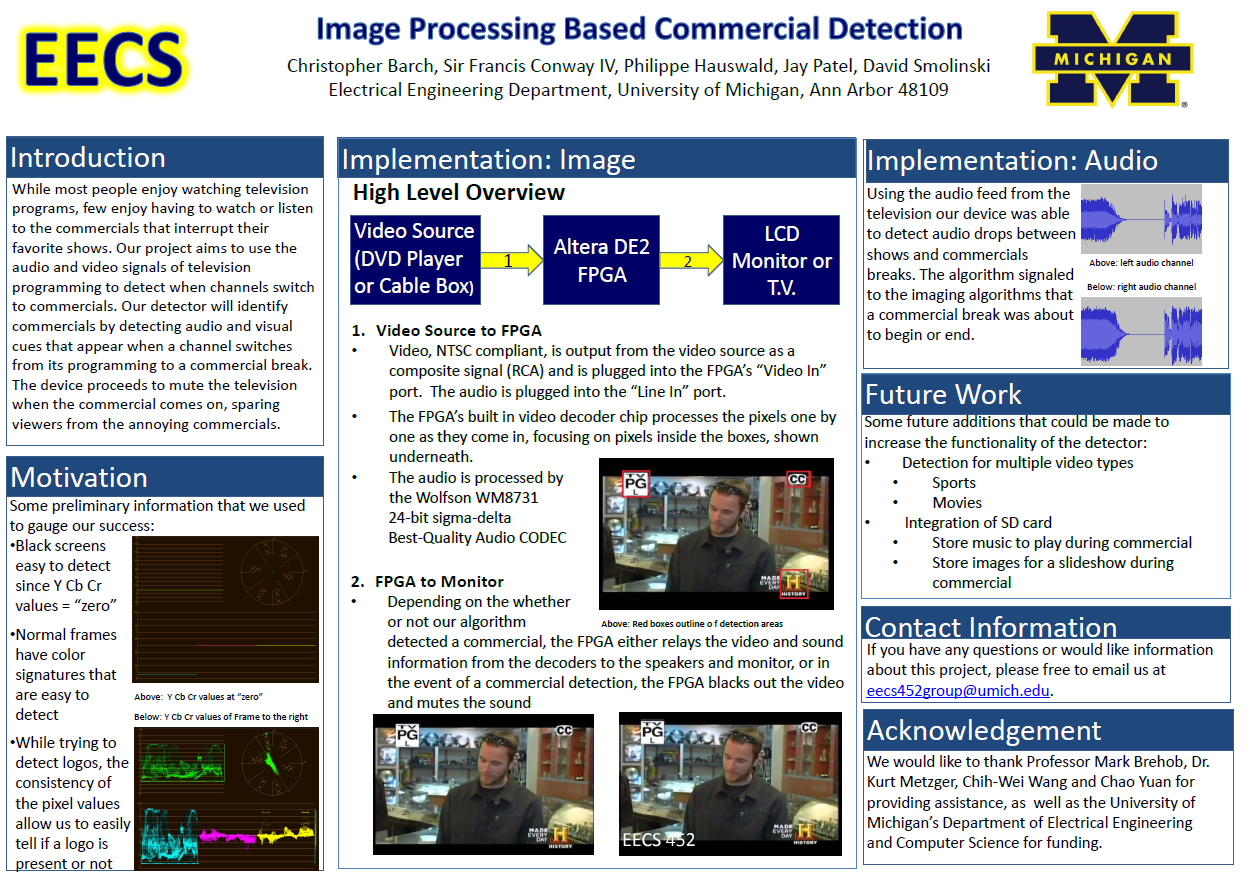 EECS
Image Processing Based Commercial Detection
Christopher Barch, Sir Francis Conway IV, Philippe Hauswald, Jay Patel, David Smolinski
Electrical Engineering Department, University of Michigan, Ann Arbor 48109
MICHIGAN
®
Introduction
While most people enjoy watching television
programs, few enjoy having to watch or listen
to the commercials that interrupt their
favorite shows. Our project aims to use the
audio and video signals of television
programming to detect when channels switch
to commercials. Our detector will identify
commercials by detecting audio and visual
cues that appear when a channel switches
from its programming to a commercial break.
The device proceeds to mute the television
when the commercial comes on, sparing
viewers from the annoying commercials.
Motivation
Some preliminary information that we used
to gauge our success:
•Black screens
easy to detect
since Y Cb Cr
values = “zero”
•Normal frames
have color
signatures that
are easy to
detect
•While trying to
detect logos, the
consistency of
the pixel values
allow us to easily
tell if a logo is
present or not
Above: Y Cb Cr values at “zero”
Below: Y Cb Cr values of Frame to the right
Implementation: Image
High Level Overview
Video Source
(DVD Player
or Cable Box)
1
Altera DE2
FPGA
2
LCD
Monitor or
T.V.
1. Video Source to FPGA
• Video, NTSC compliant, is output from the video source as a
composite signal (RCA) and is plugged into the FPGA’s “Video In”
port. The audio is plugged into the “Line In” port.
• The FPGA’s built in video decoder chip processes the pixels one by
one as they come in, focusing on pixels inside the boxes, shown
underneath.
• The audio is processed by
the Wolfson WM8731
24-bit sigma-delta
Best-Quality Audio CODEC
TV
PG
L
CC
MADE
EVERY
DAY
H
HISTORY
Above: Red boxes outline o f detection areas
2. FPGA to Monitor
• Depending on the whether
or not our algorithm
detected a commercial, the FPGA either relays the video and sound
information from the decoders to the speakers and monitor, or in
the event of a commercial detection, the FPGA blacks out the video
and mutes the sound
TV
PG
L
CC
MADE
EVERY
DAY
H
HISTORY
TV
PG
L
CC
MADE
EVERY
DAY
H
HISTORY
EECS 452
Implementation: Audio
Using the audio feed from the
television our device was able
to detect audio drops between
shows and commercials
breaks. The algorithm signaled
to the imaging algorithms that
a commercial break was about
to begin or end.
Above: left audio channel
Below: right audio channel
Future Work
Some future additions that could be made to
increase the functionality of the detector:
• Detection for multiple video types
• Sports
• Movies
• Integration of SD card
• Store music to play during commercial
• Store images for a slideshow during
commercial
Contact Information
If you have any questions or would like information
about this project, please free to email us at
eecs452group@umich.edu.
Acknowledgement
We would like to thank Professor Mark Brehob, Dr.
Kurt Metzger, Chih-Wei Wang and Chao Yuan for
providing assistance, as well as the University of
Michigan’s Department of Electrical Engineering
and Computer Science for funding.